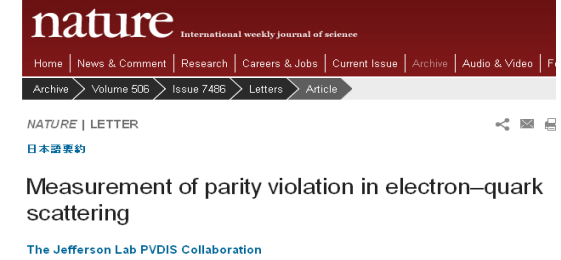 nature International weekly journal of science
Home News & Comment Research Careers & Jobs Current Issue Archive Audio & Video
Archive Volume 506 Issue 7486 Letters Article
NATURE | LETTER
日本語要約
Measurement of parity violation in electron–quark
scattering
The Jefferson Lab PVDIS Collaboration